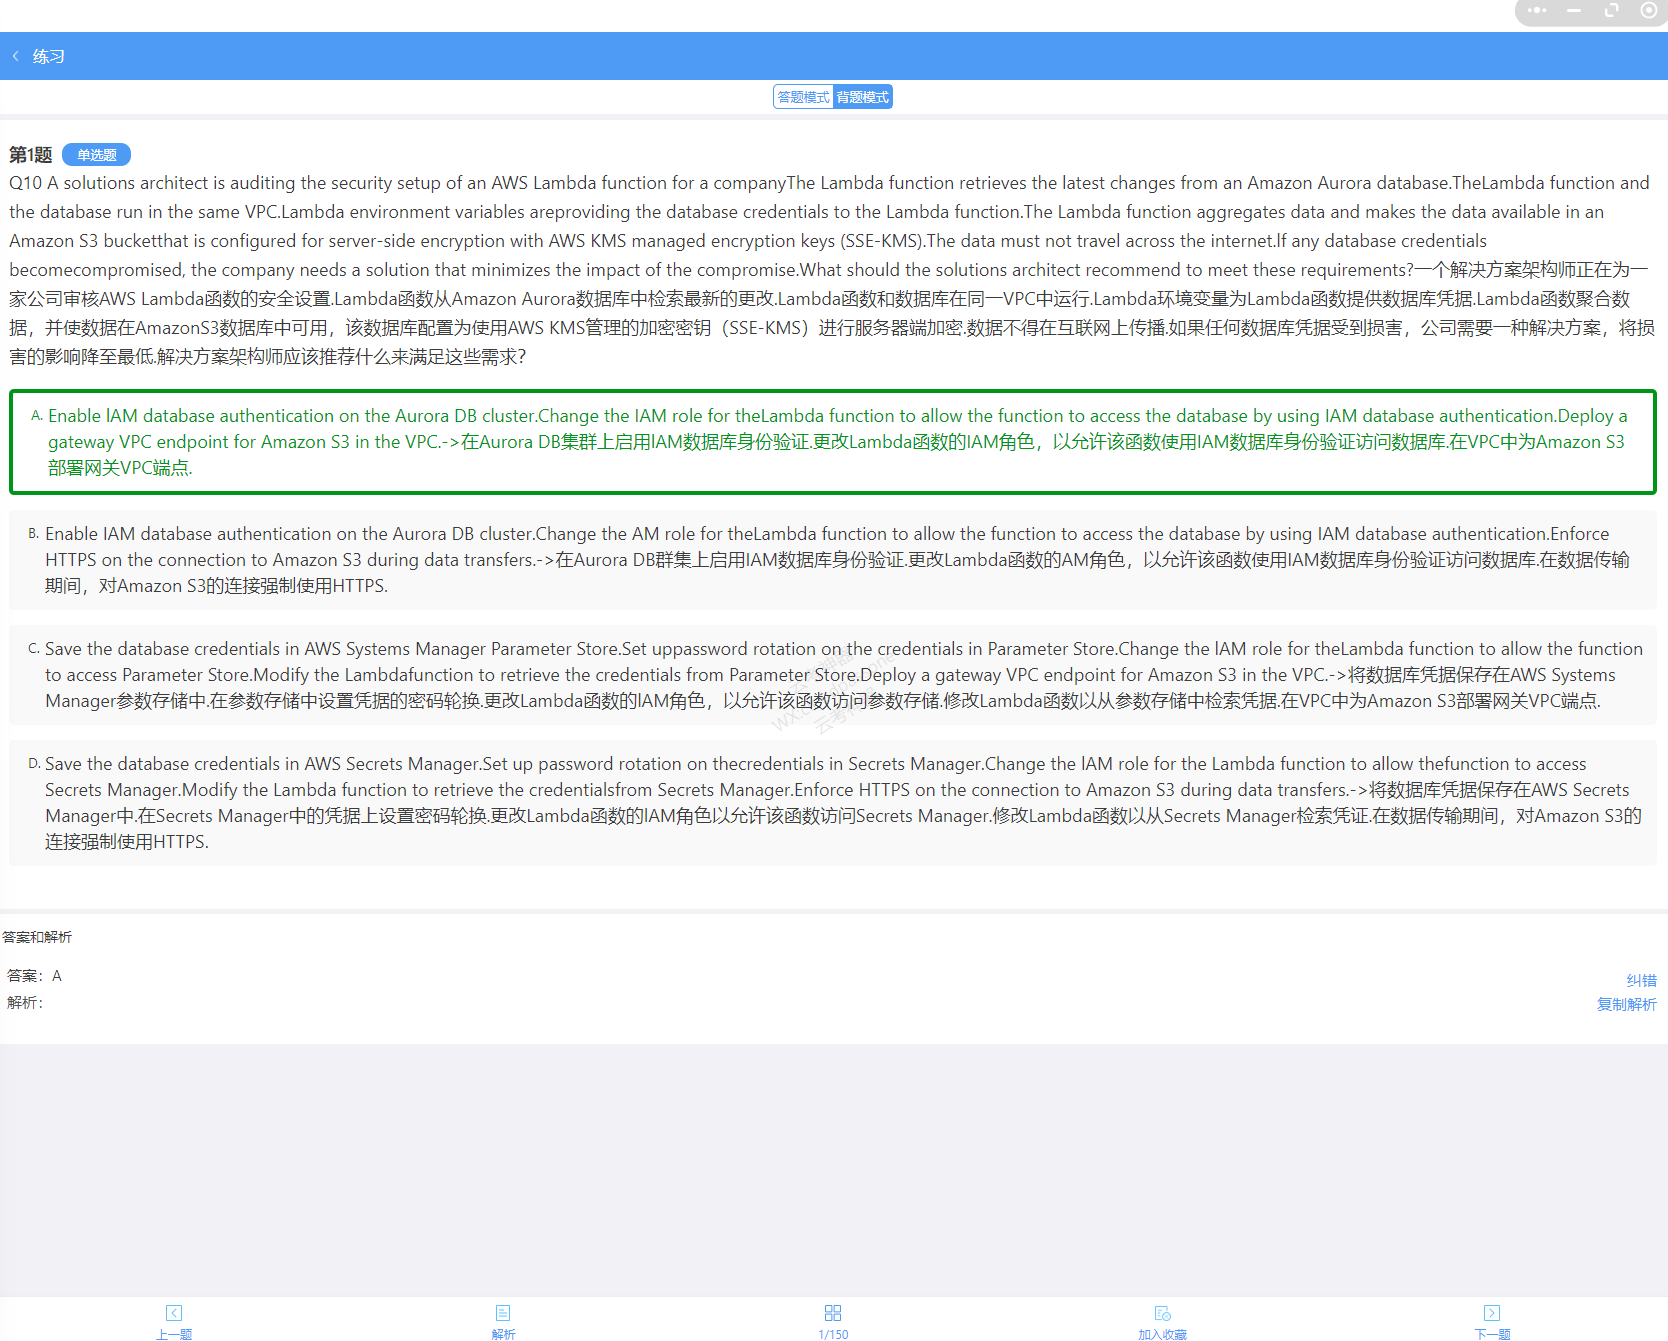 练习
答题模式 背题模式
第1题 单选题
Q10 A solutions architect is auditing the security setup of an AWS Lambda function for a companyThe Lambda function retrieves the latest changes from an Amazon Aurora database.TheLambda function and
the database run in the same VPC.Lambda environment variables areproviding the database credentials to the Lambda function.The Lambda function aggregates data and makes the data available in an
Amazon S3 bucketthat is configured for server-side encryption with AWS KMS managed encryption keys (SSE-KMS).The data must not travel across the internet.lf any database credentials
becomecompromised, the company needs a solution that minimizes the impact of the compromise.What should the solutions architect recommend to meet these requirements?一个解决方案架构师正在为一
家公司审核AWS Lambda函数的安全设置.Lambda函数从Amazon Aurora数据库中检索最新的更改.Lambda函数和数据库在同一VPC中运行.Lambda环境变量为Lambda函数提供数据库凭据.Lambda函数聚合数
据，并使数据在AmazonS3数据库中可用，该数据库配置为使用AWS KMS管理的加密密钥（SSE-KMS）进行服务器端加密.数据不得在互联网上传播.如果任何数据库凭据受到损害，公司需要一种解决方案，将损
害的影响降至最低.解决方案架构师应该推荐什么来满足这些需求？
A. Enable lAM database authentication on the Aurora DB cluster.Change the IAM role for theLambda function to allow the function to access the database by using IAM database authentication.Deploy a
gateway VPC endpoint for Amazon S3 in the VPC.->在Aurora DB集群上启用lAM数据库身份验证.更改Lambda函数的IAM角色，以允许该函数使用IAM数据库身份验证访问数据库.在VPC中为Amazon S3
部署网关VPC端点.
B. Enable IAM database authentication on the Aurora DB cluster.Change the AM role for theLambda function to allow the function to access the database by using lAM database authentication.Enforce
HTTPS on the connection to Amazon S3 during data transfers.->在Aurora DB群集上启用IAM数据库身份验证.更改Lambda函数的AM角色，以允许该函数使用IAM数据库身份验证访问数据库.在数据传输
期间，对Amazon S3的连接强制使用HTTPS.
C. Save the database credentials in AWS Systems Manager Parameter Store.Set uppassword rotation on the credentials in Parameter Store.Change the lAM role for theLambda function to allow the function
to access Parameter Store.Modify the Lambdafunction to retrieve the credentials from Parameter Store.Deploy a gateway VPC endpoint for Amazon S3 in the VPC.->将数据库凭据保存在AWS Systems
Manager参数存储中.在参数存储中设置凭据的密码轮换.更改Lambda函数的lAM角色，以允许该函数访问参数存储.修改Lambda函数以从参数存储中检索凭据.在VPC中为Amazon S3部署网关VPC端点.
D. Save the database credentials in AWS Secrets Manager.Set up password rotation on thecredentials in Secrets Manager.Change the lAM role for the Lambda function to allow thefunction to access
Secrets Manager.Modify the Lambda function to retrieve the credentialsfrom Secrets Manager.Enforce HTTPS on the connection to Amazon S3 during data transfers.->将数据库凭据保存在AWS Secrets
Manager中.在Secrets Manager中的凭据上设置密码轮换.更改Lambda函数的lAM角色以允许该函数访问Secrets Manager.修改Lambda函数以从Secrets Manager检索凭证.在数据传输期间，对Amazon S3的
连接强制使用HTTPS.
答案和解析
答案：A
纠错
解析：
复制解析
上一题 解析 1/150 加入收藏 下一题